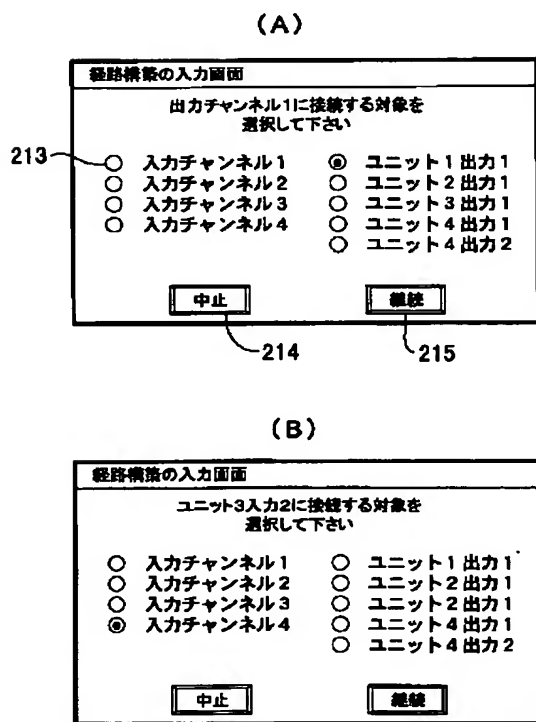 (A)
経路構築の入力画面
出力チャンネル1に接続する対象を
選択して下さい
213
入力チャンネル1 ユニット1出力1
入力チャンネル2 ユニット2出力1
入力チャンネル3 ユニット3出力1
入力チャンネル4 ユニット4出力1
ユニット4出力2
中止 継続
214 215
(B)
経路構築の入力画面
ユニット3入力2に接続する対象を
選択して下さい
入力チャンネル1 ユニット1出力1
入力チャンネル2 ユニット2出力1
入力チャンネル3 ユニット2出力1
入力チャンネル4 ユニット4出力1
ユニット4出力2
中止 継続